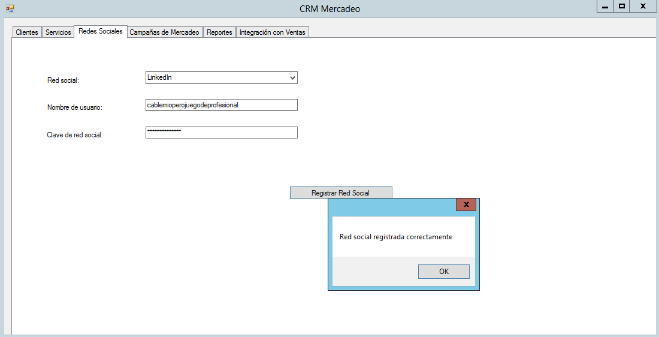 CRM Mercadeo
Clientes Servicios Redes Sociales Campañas de Mercadeo Reportes Integración con Ventas
Red social: LinkedIn
Nombre de usuario: cablemioperojuegodeprofesional
Clave de red social: **************
Registrar Red Social
x
Red social registrada correctamente
OK